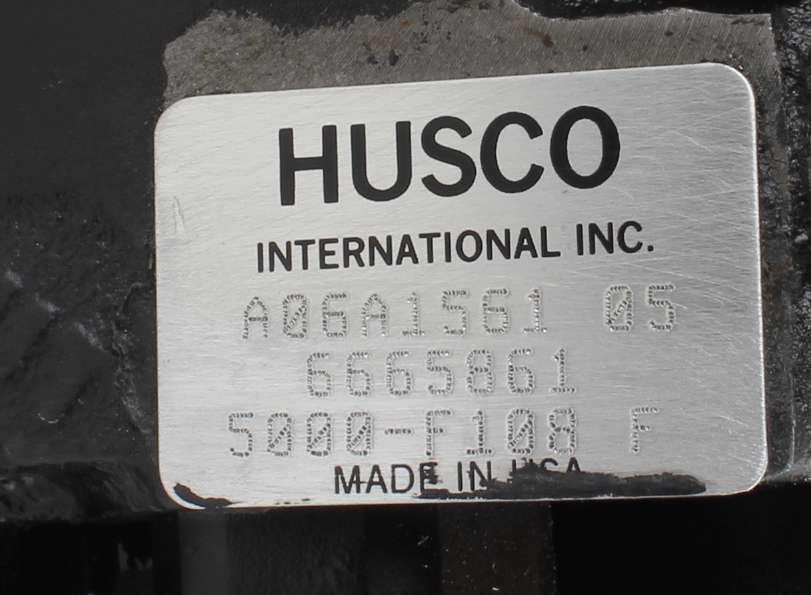 HUSCO
INTERNATIONAL INC.
A06A1561 05
6665861
5000-F108 F
MADE IN USA